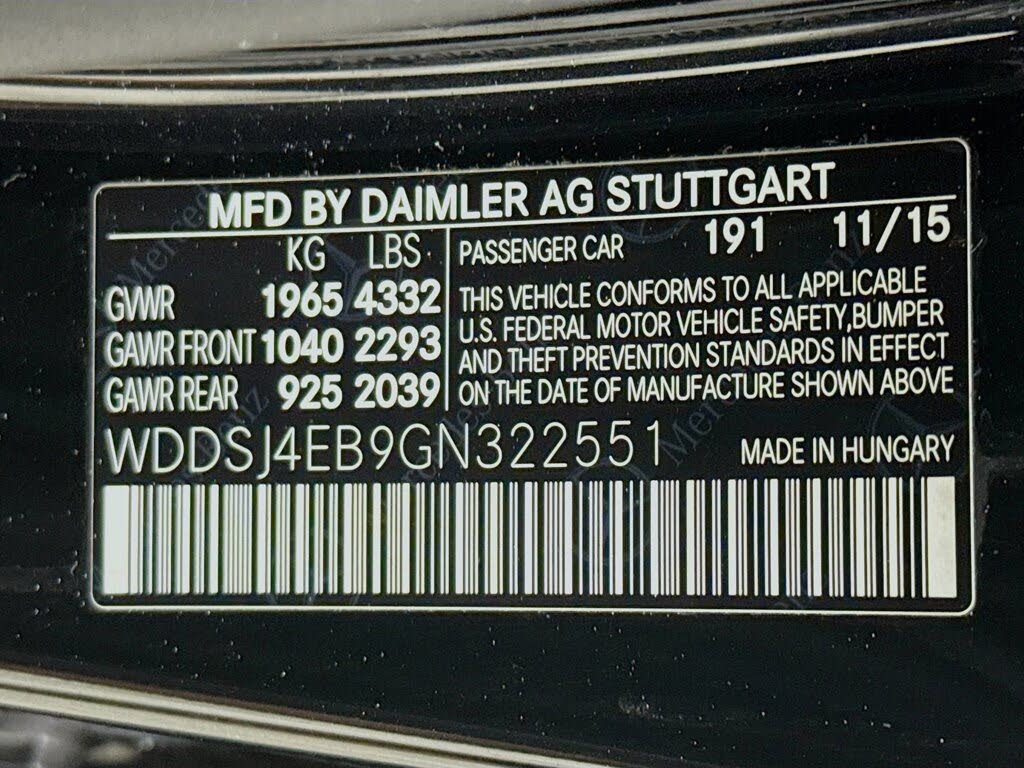 MFD BY DAIMLER AG STUTTGART
KG LBS
GVWR 1965 4332
GAWR FRONT 1040 2293
GAWR REAR 925 2039
PASSENGER CAR 191 11/15
THIS VEHICLE CONFORMS TO ALL APPLICABLE
U.S. FEDERAL MOTOR VEHICLE SAFETY,BUMPER
AND THEFT PREVENTION STANDARDS IN EFFECT
ON THE DATE OF MANUFACTURE SHOWN ABOVE
WDDSJ4EB9GN322551 MADE IN HUNGARY